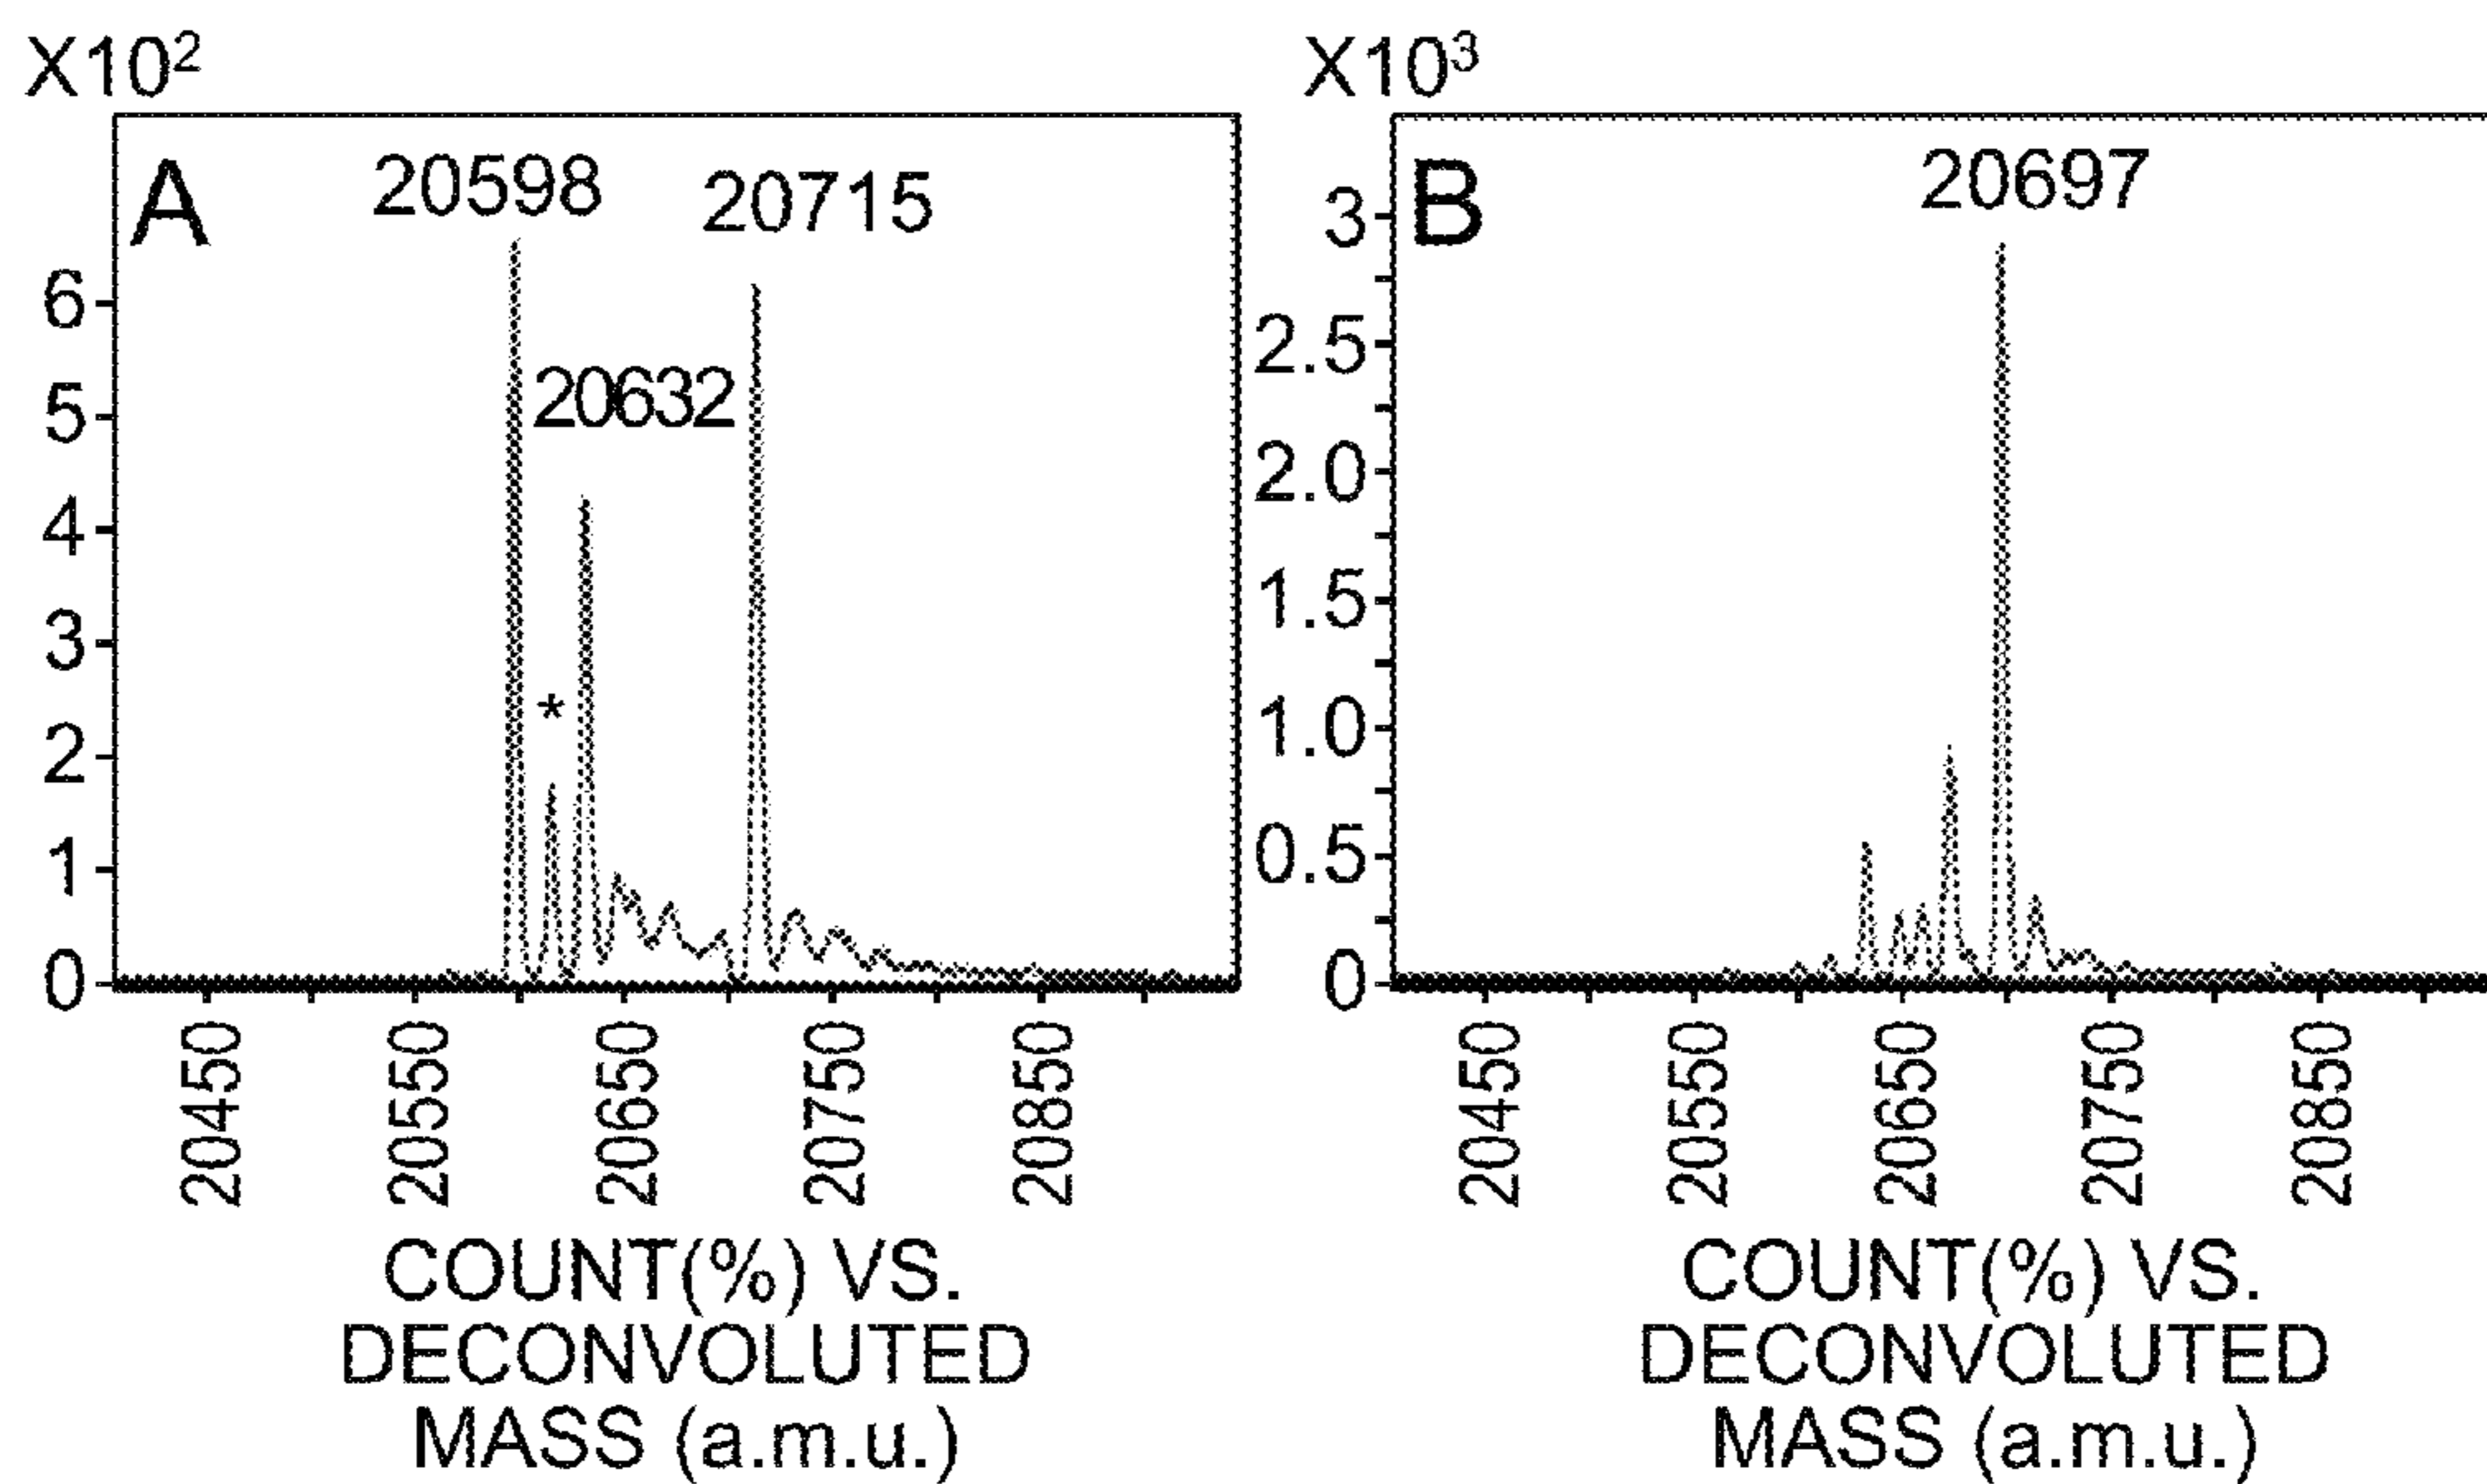 X10²
A
20598
20715
20632
*
6
5
4
3
2
1
0
20450
20550
20650
20750
20850
COUNT(%) VS.
DECONVOLUTED
MASS (a.m.u.)
X10³
B
20697
3
2.5
2.0
1.5
1.0
0.5
0
20450
20550
20650
20750
20850
COUNT(%) VS.
DECONVOLUTED
MASS (a.m.u.)